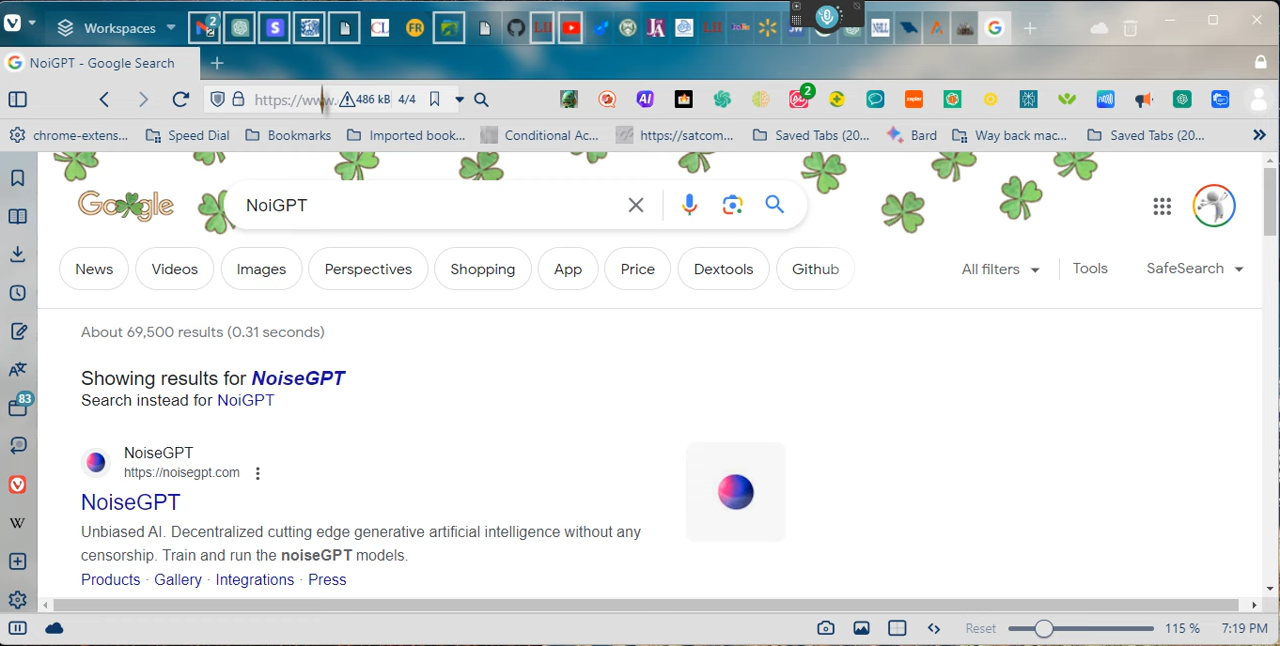 Workspaces
NoiGPT - Google Search
https://www. 486 kB 4/4
2
chrome-extens... Speed Dial Bookmarks Imported book... Conditional Ac... https://satcom... Saved Tabs (20... Bard Way back mac... Saved Tabs (20...
Google NoiGPT
News Videos Images Perspectives Shopping App Price Dextools Github All filters Tools SafeSearch
About 69,500 results (0.31 seconds)
Showing results for NoiseGPT
Search instead for NoiGPT
83
NoiseGPT
https://noisegpt.com
NoiseGPT
Unbiased AI. Decentralized cutting edge generative artificial intelligence without any
censorship. Train and run the noiseGPT models.
Products · Gallery · Integrations · Press
Reset 115 % 7:19 PM